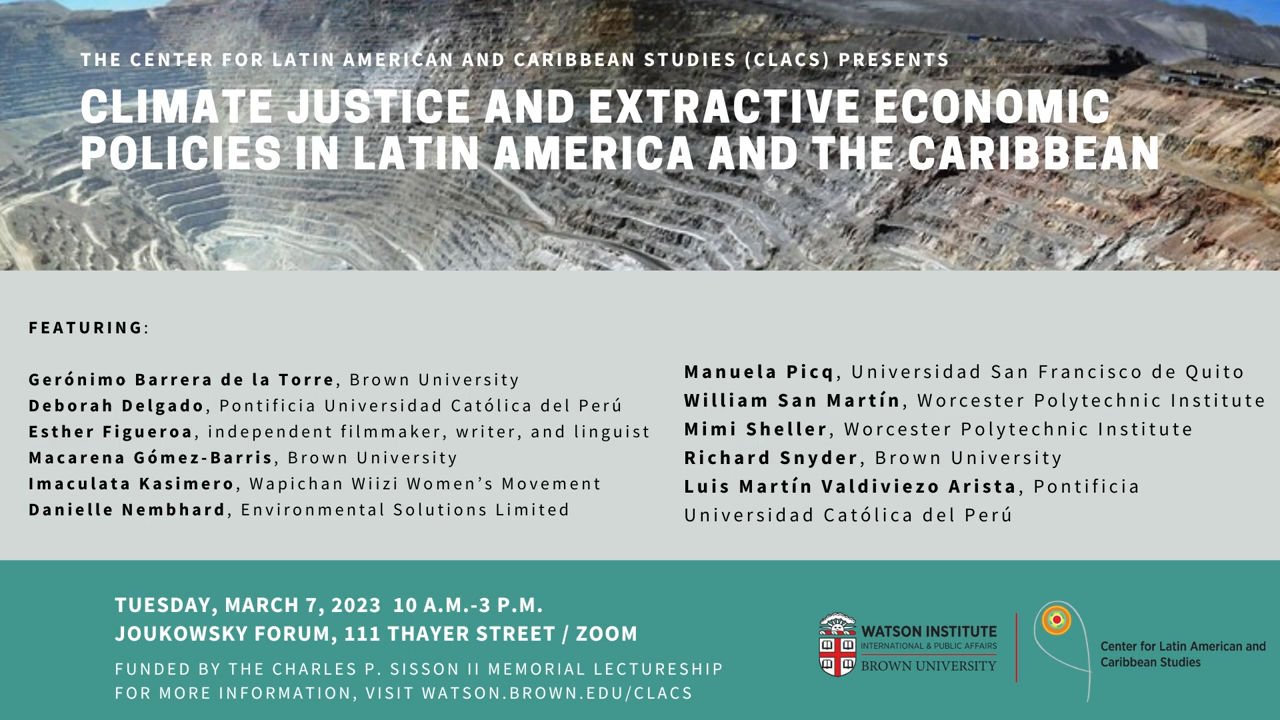 THE CENTER FOR LATIN AMERICAN AND CARIBBEAN STUDIES (CLACS) PRESENTS
CLIMATE JUSTICE AND EXTRACTIVE ECONOMIC
POLICIES IN LATIN AMERICA AND THE CARIBBEAN
FEATURING:
Gerónimo Barrera de la Torre, Brown University
Deborah Delgado, Pontificia Universidad Católica del Perú
Esther Figueroa, independent filmmaker, writer, and linguist
Macarena Gómez-Barris, Brown University
Imaculata Kasimero, Wapichan Wiizi Women's Movement
Danielle Nembhard, Environmental Solutions Limited
Manuela Picq, Universidad San Francisco de Quito
William San Martín, Worcester Polytechnic Institute
Mimi Sheller, Worcester Polytechnic Institute
Richard Snyder, Brown University
Luis Martín Valdiviezo Arista, Pontificia
Universidad Católica del Perú
TUESDAY, MARCH 7, 2023 10 A.M.-3 P.M.
JOUKOWSKY FORUM, 111 THAYER STREET / ZOOM
FUNDED BY THE CHARLES P. SISSON II MEMORIAL LECTURESHIP
FOR MORE INFORMATION, VISIT WATSON.BROWN.EDU/CLACS
WATSON INSTITUTE
INTERNATIONAL & PUBLIC AFFAIRS
BROWN UNIVERSITY
Center for Latin American and
Caribbean Studies